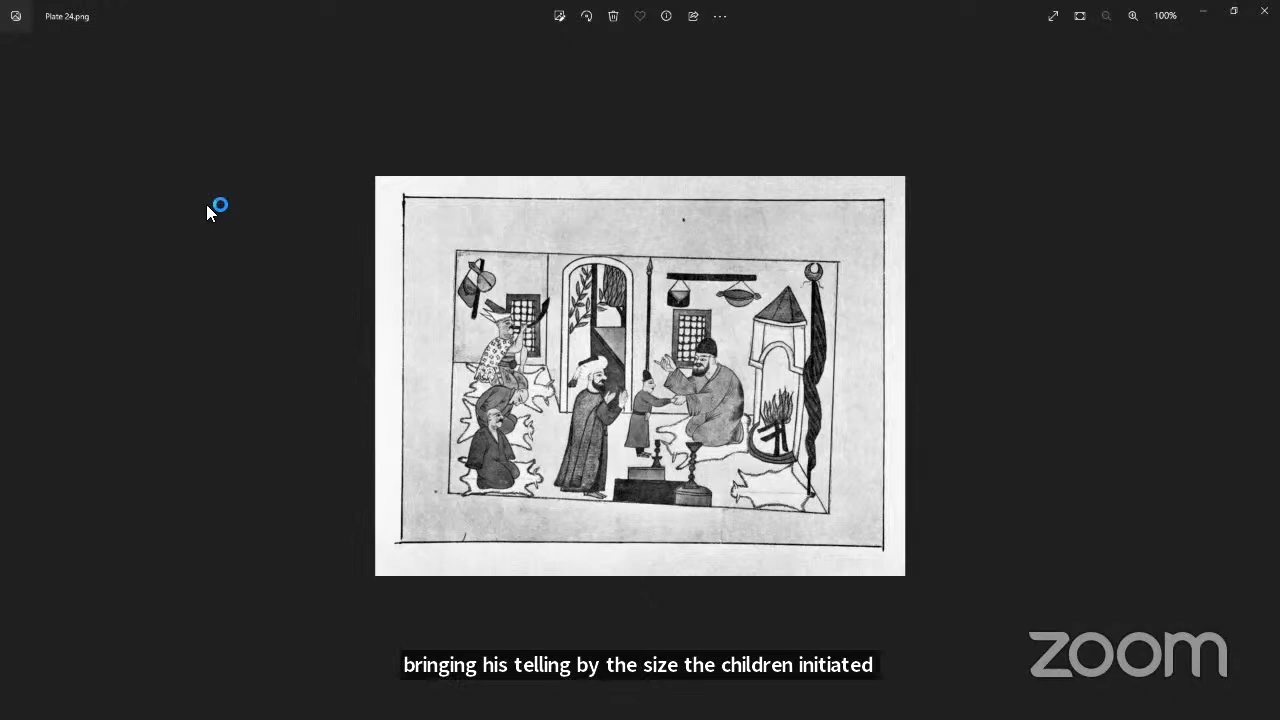 Plate 24.png
100%
bringing his telling by the size the children initiated
zoom